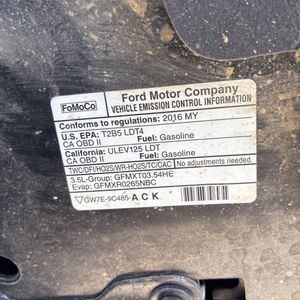 FoMoCo
Ford Motor Company
VEHICLE EMISSION CONTROL INFORMATION
Conforms to regulations: 2016 MY
U.S. EPA: T2B5 LDT4
CA OBD II Fuel: Gasoline
California: ULEV125 LDT
CA OBD II Fuel: Gasoline
TWC/DFI/HO2S/WR-HO2S/TC/CAC No adjustments needed.
3.5L-Group: GFMXT03.54HE
Evap: GFMXR0265NBC
GW7E-9C485-ACK